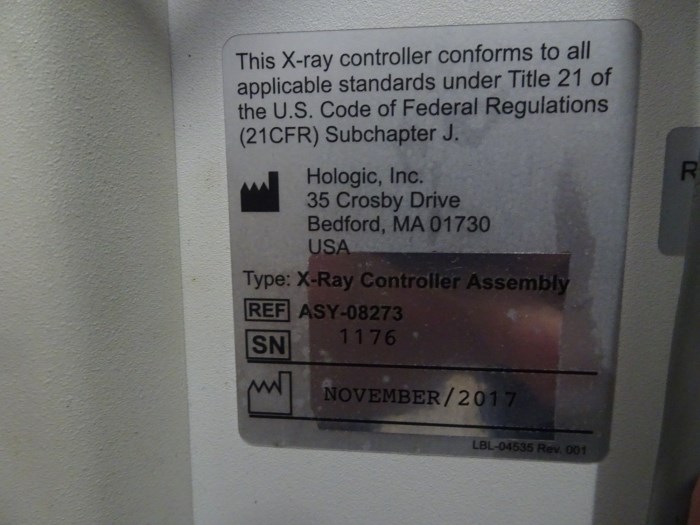 This X-ray controller conforms to all
applicable standards under Title 21 of
the U.S. Code of Federal Regulations
(21CFR) Subchapter J.
Hologic, Inc.
35 Crosby Drive
Bedford, MA 01730
USA
Type: X-Ray Controller Assembly
REF ASY-08273
SN 1176
NOVEMBER/2017
LBL-04535 Rev. 001
R